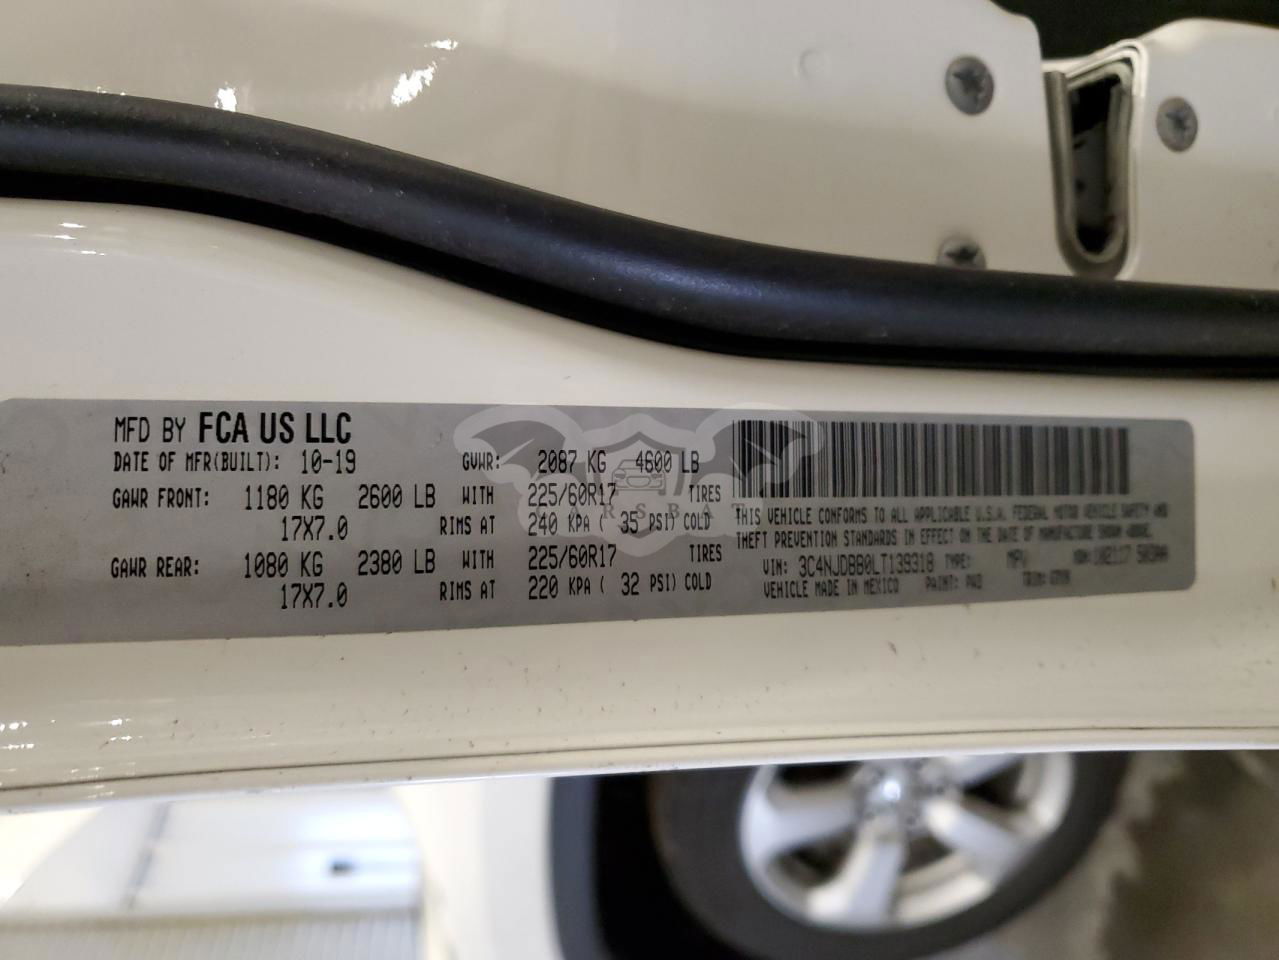 MFD BY FCA US LLC
DATE OF MFR(BUILT): 10-19 GVWR: 2087 KG 4600 LB
GAWR FRONT: 1180 KG 2600 LB WITH 225/60R17 TIRES
17X7.0 RIMS AT 240 KPA ( 35 PSI) COLD
GAWR REAR: 1080 KG 2380 LB WITH 225/60R17 TIRES
17X7.0 RIMS AT 220 KPA ( 32 PSI) COLD
CARSBAT
THIS VEHICLE CONFORMS TO ALL APPLICABLE U.S.A. FEDERAL MOTOR VEHICLE SAFETY AND
THEFT PREVENTION STANDARDS IN EFFECT ON THE DATE OF MANUFACTURE SHOWN ABOVE.
VIN: 3C4NJDBB0LT139318 TYPE: MPV
VEHICLE MADE IN MEXICO PAINT: PW3 TRIM: